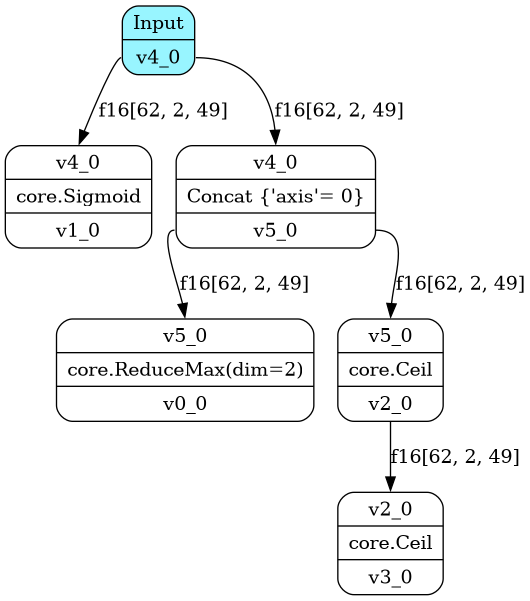 Input
v4_0
f16[62, 2, 49]
f16[62, 2, 49]
v4_0
core.Sigmoid
v1_0
v4_0
Concat {'axis'= 0}
v5_0
f16[62, 2, 49]
f16[62, 2, 49]
v5_0
core.ReduceMax(dim=2)
v0_0
v5_0
core.Ceil
v2_0
f16[62, 2, 49]
v2_0
core.Ceil
v3_0